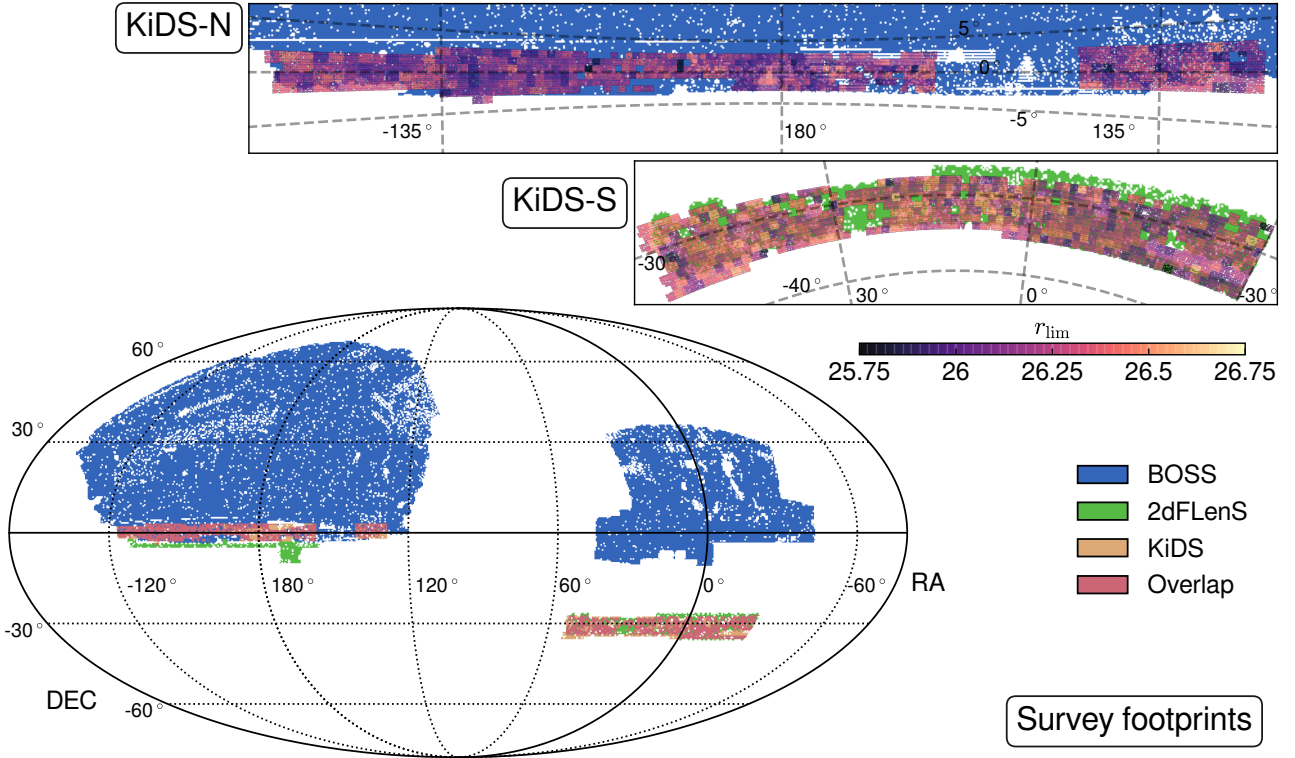 KiDS-N
5°
0°
-135°
180°
-5°
135°
KiDS-S
-30°
-40°
30°
0°
-30°
r_lim
25.75 26 26.25 26.5 26.75
60°
30°
BOSS
2dFLenS
KiDS
Overlap
-120° 180° 120° 60° 0° -60°
RA
-30°
DEC
-60°
Survey footprints